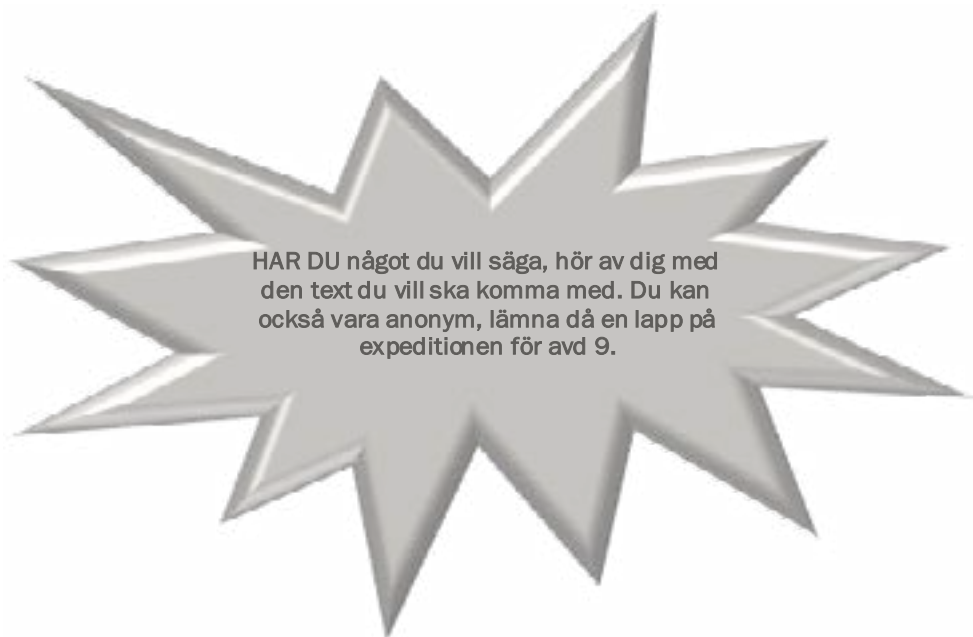 HAR DU något du vill säga, hör av dig med
den text du vill ska komma med. Du kan
också vara anonym, lämna då en lapp på
expeditionen för avd 9.